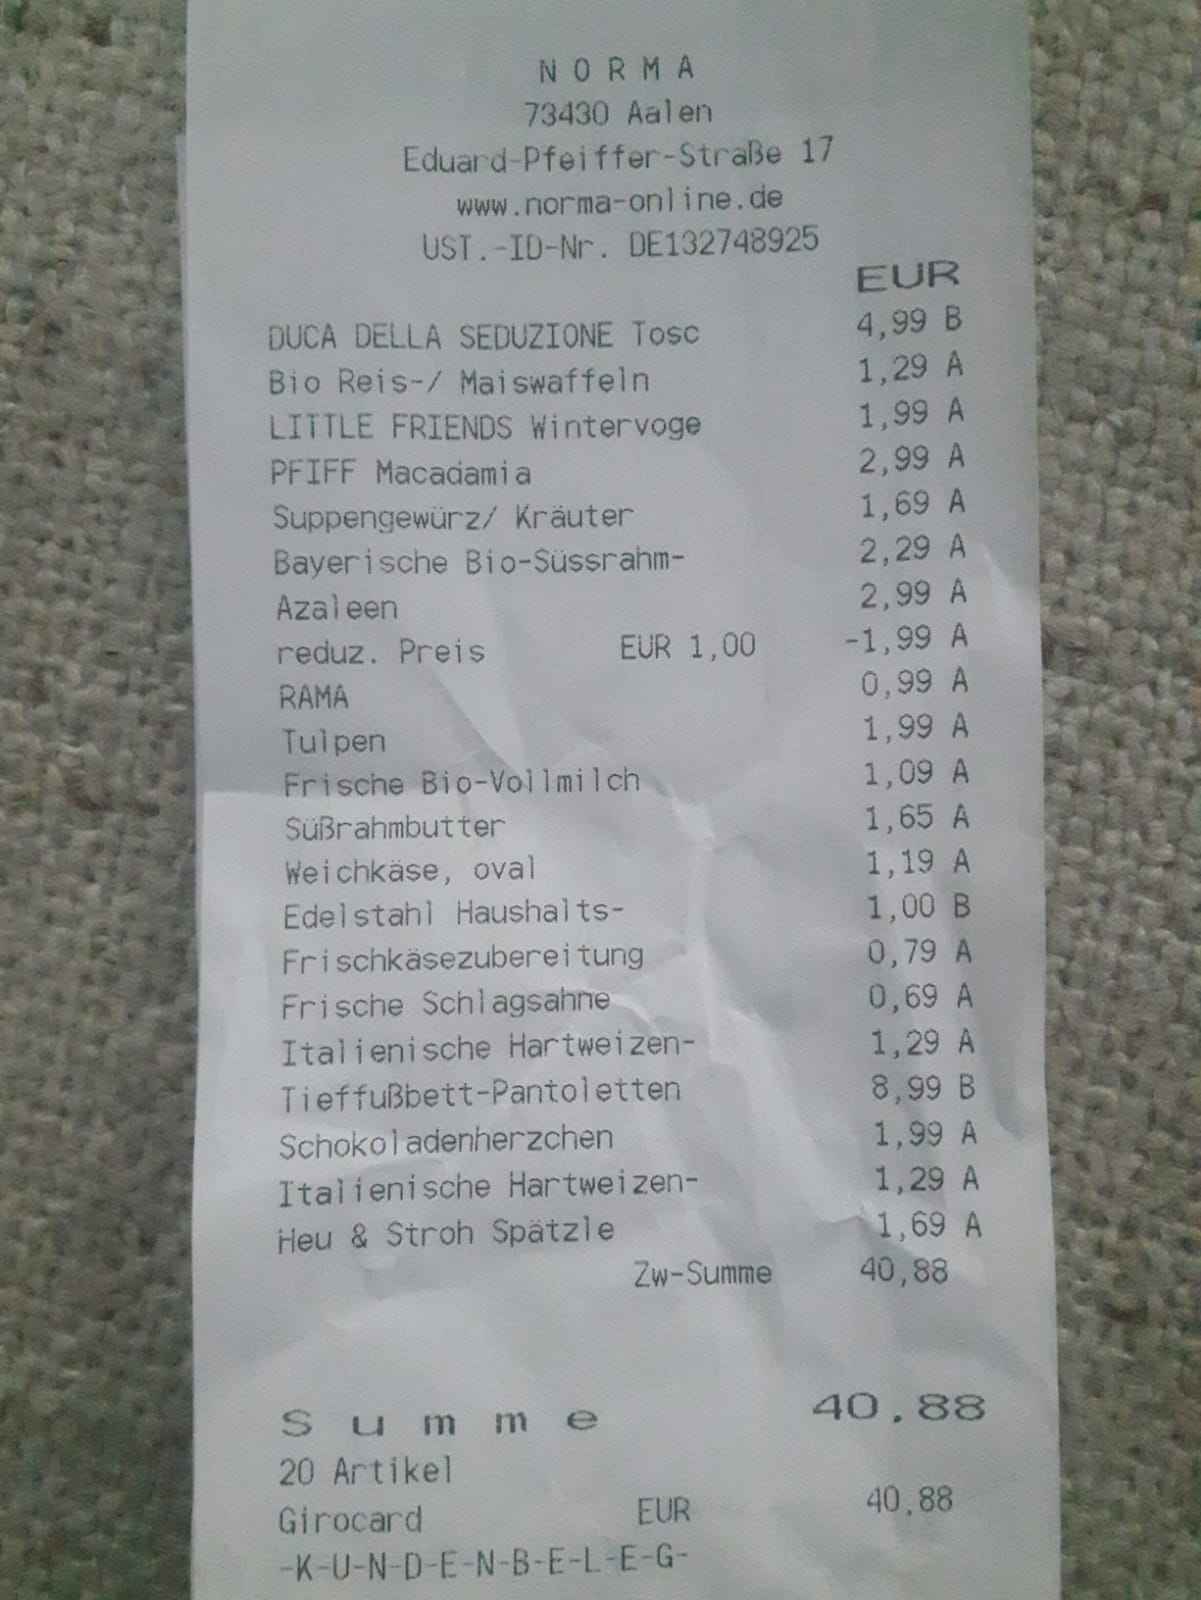 N O R M A
73430 Aalen
Eduard-Pfeiffer-Straße 17
www.norma-online.de
UST.-ID-Nr. DE132748925
EUR
DUCA DELLA SEDUZIONE Tosc 4,99 B
Bio Reis-/ Maiswaffeln 1,29 A
LITTLE FRIENDS Wintervoge 1,99 A
PFIFF Macadamia 2,99 A
Suppengewürz/ Kräuter 1,69 A
Bayerische Bio-Süssrahm- 2,29 A
Azaleen 2,99 A
reduz. Preis EUR 1,00 -1,99 A
RAMA 0,99 A
Tulpen 1,99 A
Frische Bio-Vollmilch 1,09 A
Süßrahmbutter 1,65 A
Weichkäse, oval 1,19 A
Edelstahl Haushalts- 1,00 B
Frischkäsezubereitung 0,79 A
Frische Schlagsahne 0,69 A
Italienische Hartweizen- 1,29 A
Tieffußbett-Pantoletten 8,99 B
Schokoladenherzchen 1,99 A
Italienische Hartweizen- 1,29 A
Heu & Stroh Spätzle 1,69 A
Zw-Summe 40,88
S u m m e 40.88
20 Artikel
Girocard EUR 40.88
-K-U-N-D-E-N-B-E-L-E-G-